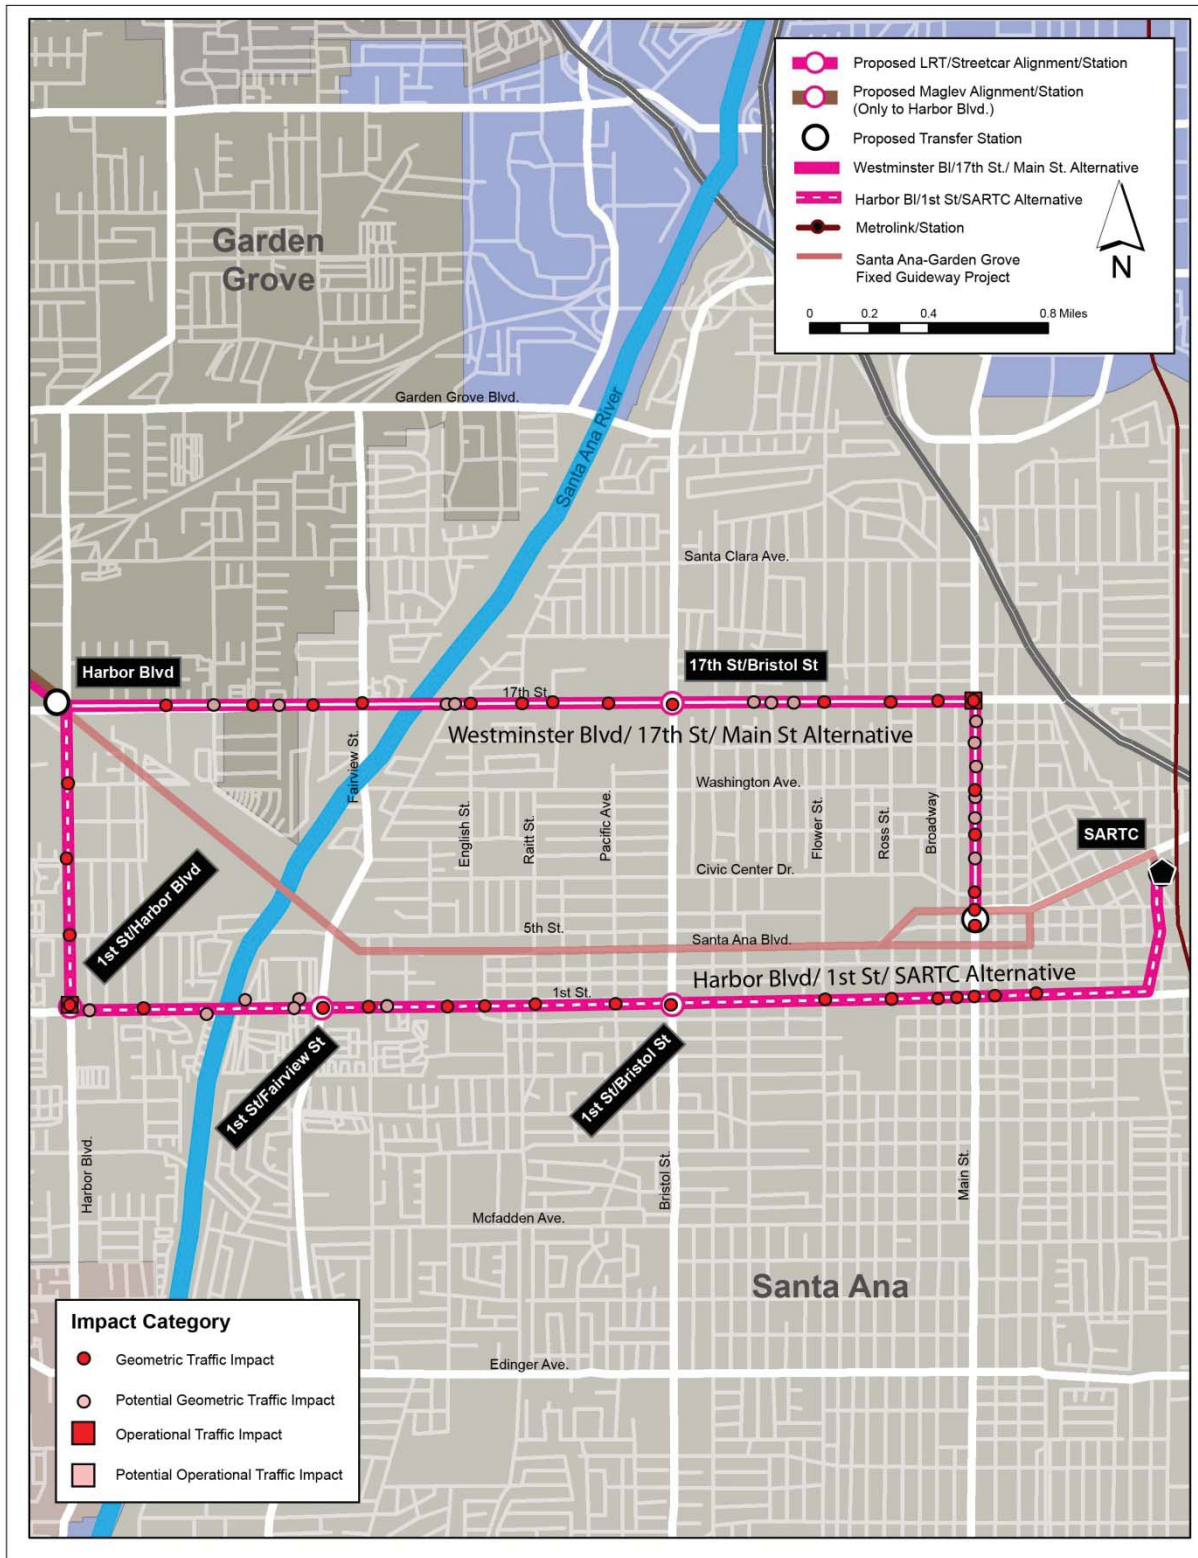 Proposed LRT/Streetcar Alignment/Station
Proposed Maglev Alignment/Station
(Only to Harbor Blvd.)
Proposed Transfer Station
Westminster Bl/17th St./ Main St. Alternative
Harbor Bl/1st St/SARTC Alternative
Metrolink/Station
Santa Ana-Garden Grove
Fixed Guideway Project
N
0 0.2 0.4 0.8 Miles
Garden
Grove
Garden Grove Blvd.
Santa Ana River
Santa Clara Ave.
Harbor Blvd
17th St/Bristol St
17th St.
Westminster Blvd/ 17th St/ Main St Alternative
Fairview St.
Washington Ave.
English St.
Raitt St.
Pacific Ave.
Flower St.
Ross St.
Broadway
SARTC
Civic Center Dr.
1st St/Harbor Blvd
5th St.
Santa Ana Blvd.
Harbor Blvd/ 1st St/ SARTC Alternative
1st St.
1st St/Fairview St
1st St/Bristol St
Harbor Blvd.
Bristol St.
Main St.
Mcfadden Ave.
Santa Ana
Edinger Ave.
Impact Category
Geometric Traffic Impact
Potential Geometric Traffic Impact
Operational Traffic Impact
Potential Operational Traffic Impact